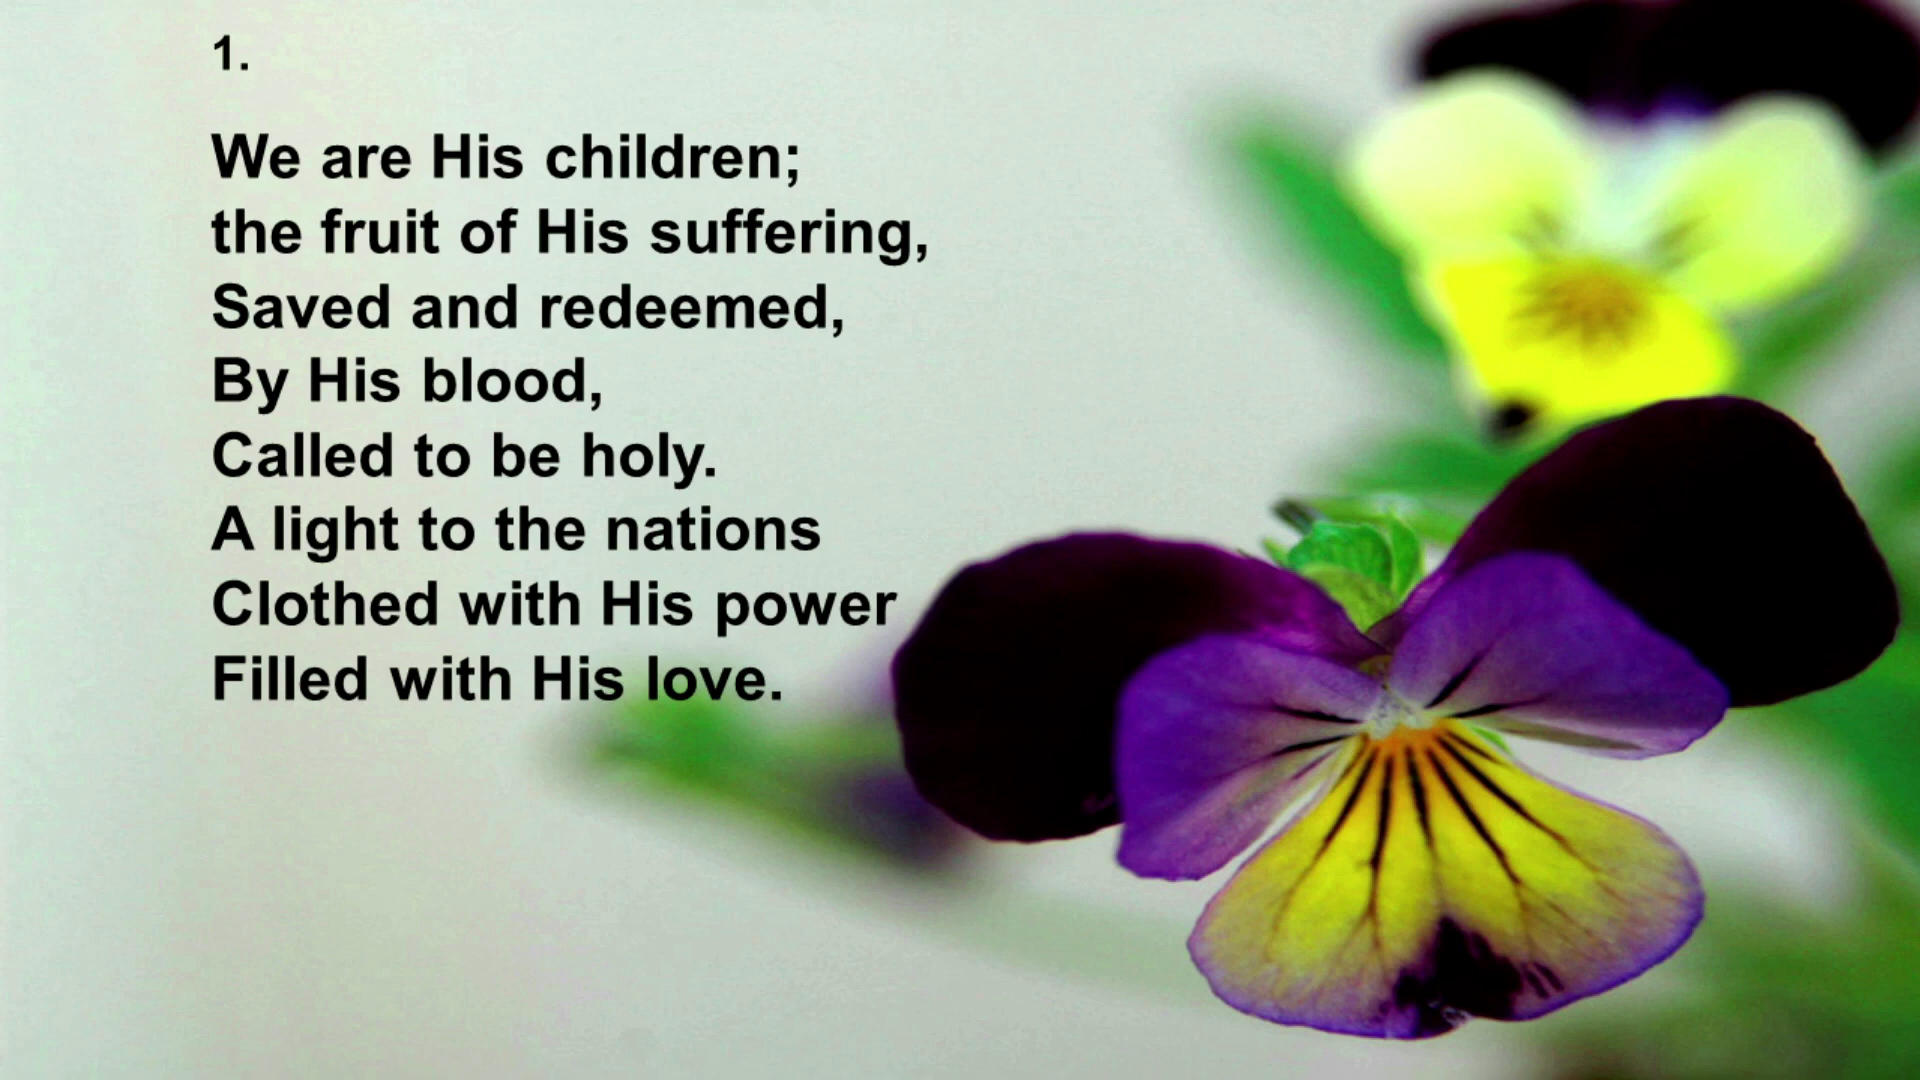 1.
We are His children;
the fruit of His suffering,
Saved and redeemed,
By His blood,
Called to be holy.
A light to the nations
Clothed with His power
Filled with His love.